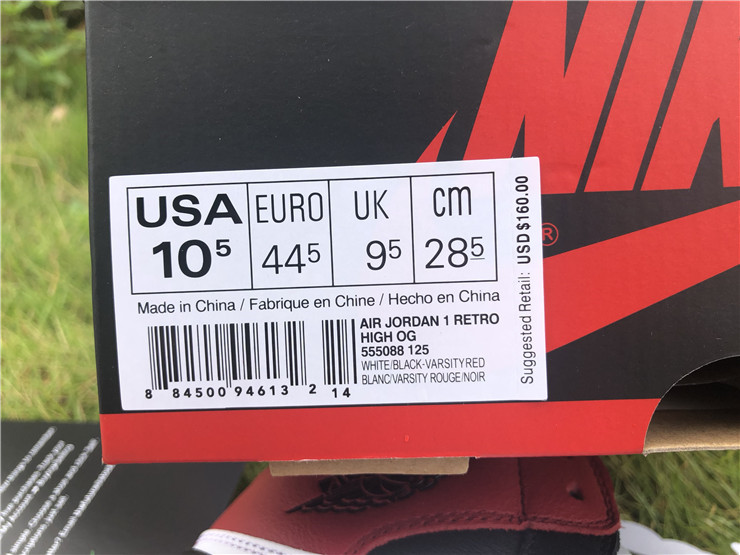 NIK
®
USA EURO UK cm
10⁵ 44⁵ 9⁵ 28⁵
Made in China / Fabrique en Chine / Hecho en China
AIR JORDAN 1 RETRO
HIGH OG
555088 125
WHITE/BLACK-VARSITY RED
BLANC/VARSITY ROUGE/NOIR
8 84500 94613 2 14
Suggested Retail: USD $160.00